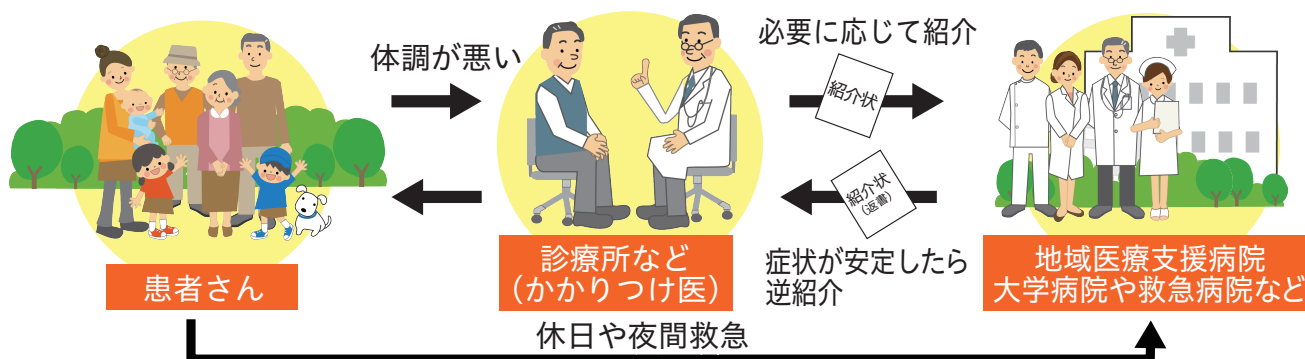 体調が悪い
必要に応じて紹介
紹介状
紹介状
(返書)
症状が安定したら
逆紹介
患者さん
診療所など
（かかりつけ医）
地域医療支援病院
大学病院や救急病院など
休日や夜間救急